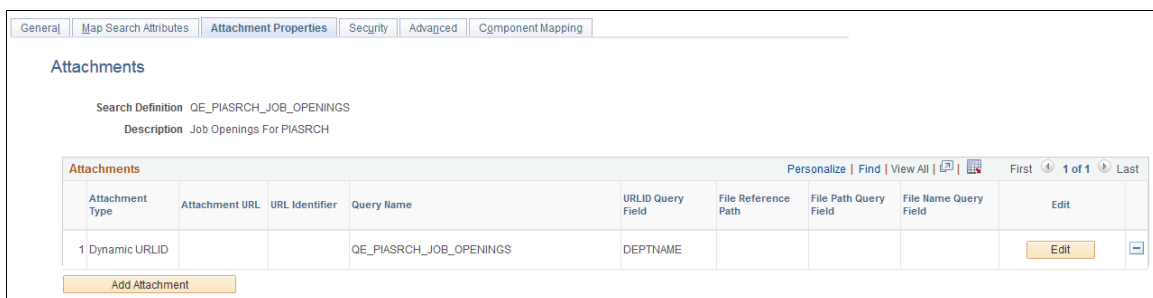 General Map Search Attributes Attachment Properties Security Advanced Component Mapping
Attachments
Search Definition QE_PIASRCH_JOB_OPENINGS
Description Job Openings For PIASRCH
Attachments Personalize | Find | View All | | First 1 of 1 Last
Attachment Type Attachment URL URL Identifier Query Name URLID Query Field File Reference Path File Path Query Field File Name Query Field Edit
1 Dynamic URLID QE_PIASRCH_JOB_OPENINGS DEPTNAME Edit
Add Attachment